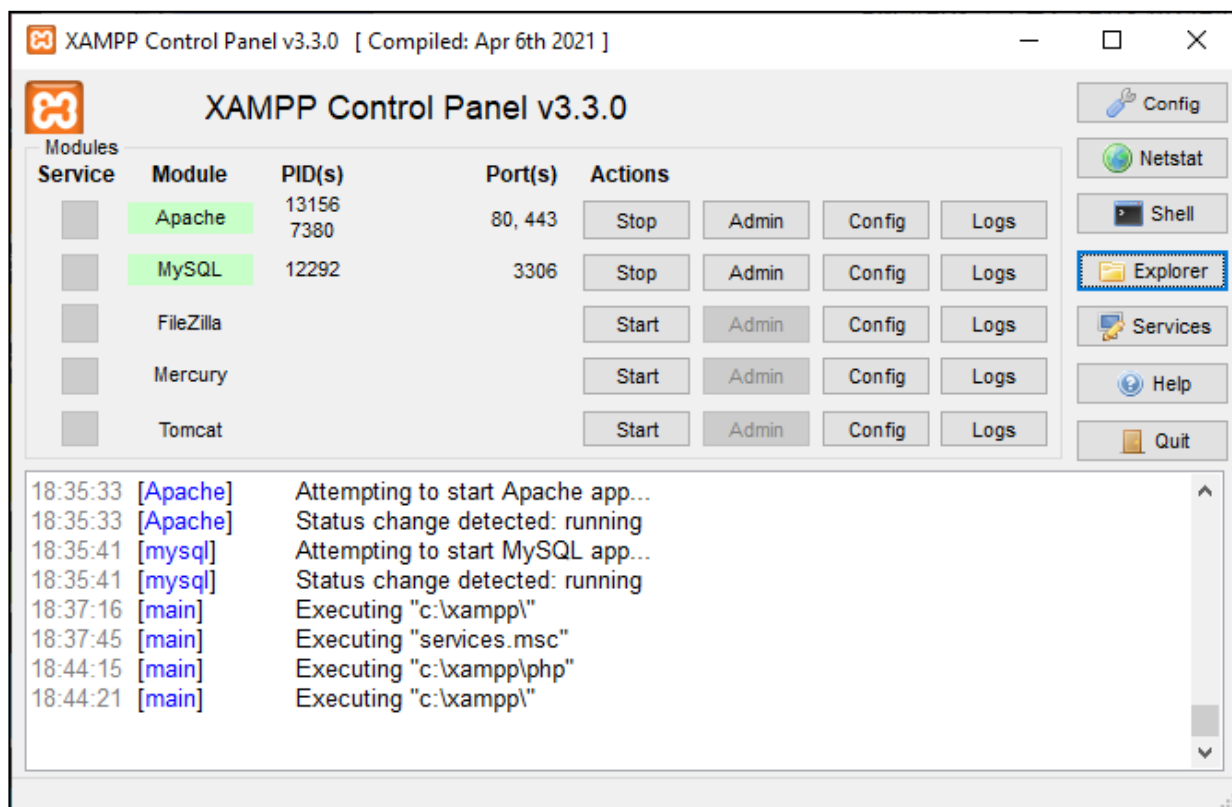 XAMPP Control Panel v3.3.0 [ Compiled: Apr 6th 2021 ]
XAMPP Control Panel v3.3.0
Modules
Service Module PID(s) Port(s) Actions
Apache 13156 7380 80, 443 Stop Admin Config Logs
MySQL 12292 3306 Stop Admin Config Logs
FileZilla Start Admin Config Logs
Mercury Start Admin Config Logs
Tomcat Start Admin Config Logs
Config
Netstat
Shell
Explorer
Services
Help
Quit
18:35:33 [Apache] Attempting to start Apache app...
18:35:33 [Apache] Status change detected: running
18:35:41 [mysql] Attempting to start MySQL app...
18:35:41 [mysql] Status change detected: running
18:37:16 [main] Executing "c:\xampp\"
18:37:45 [main] Executing "services.msc"
18:44:15 [main] Executing "c:\xampp\php"
18:44:21 [main] Executing "c:\xampp\"